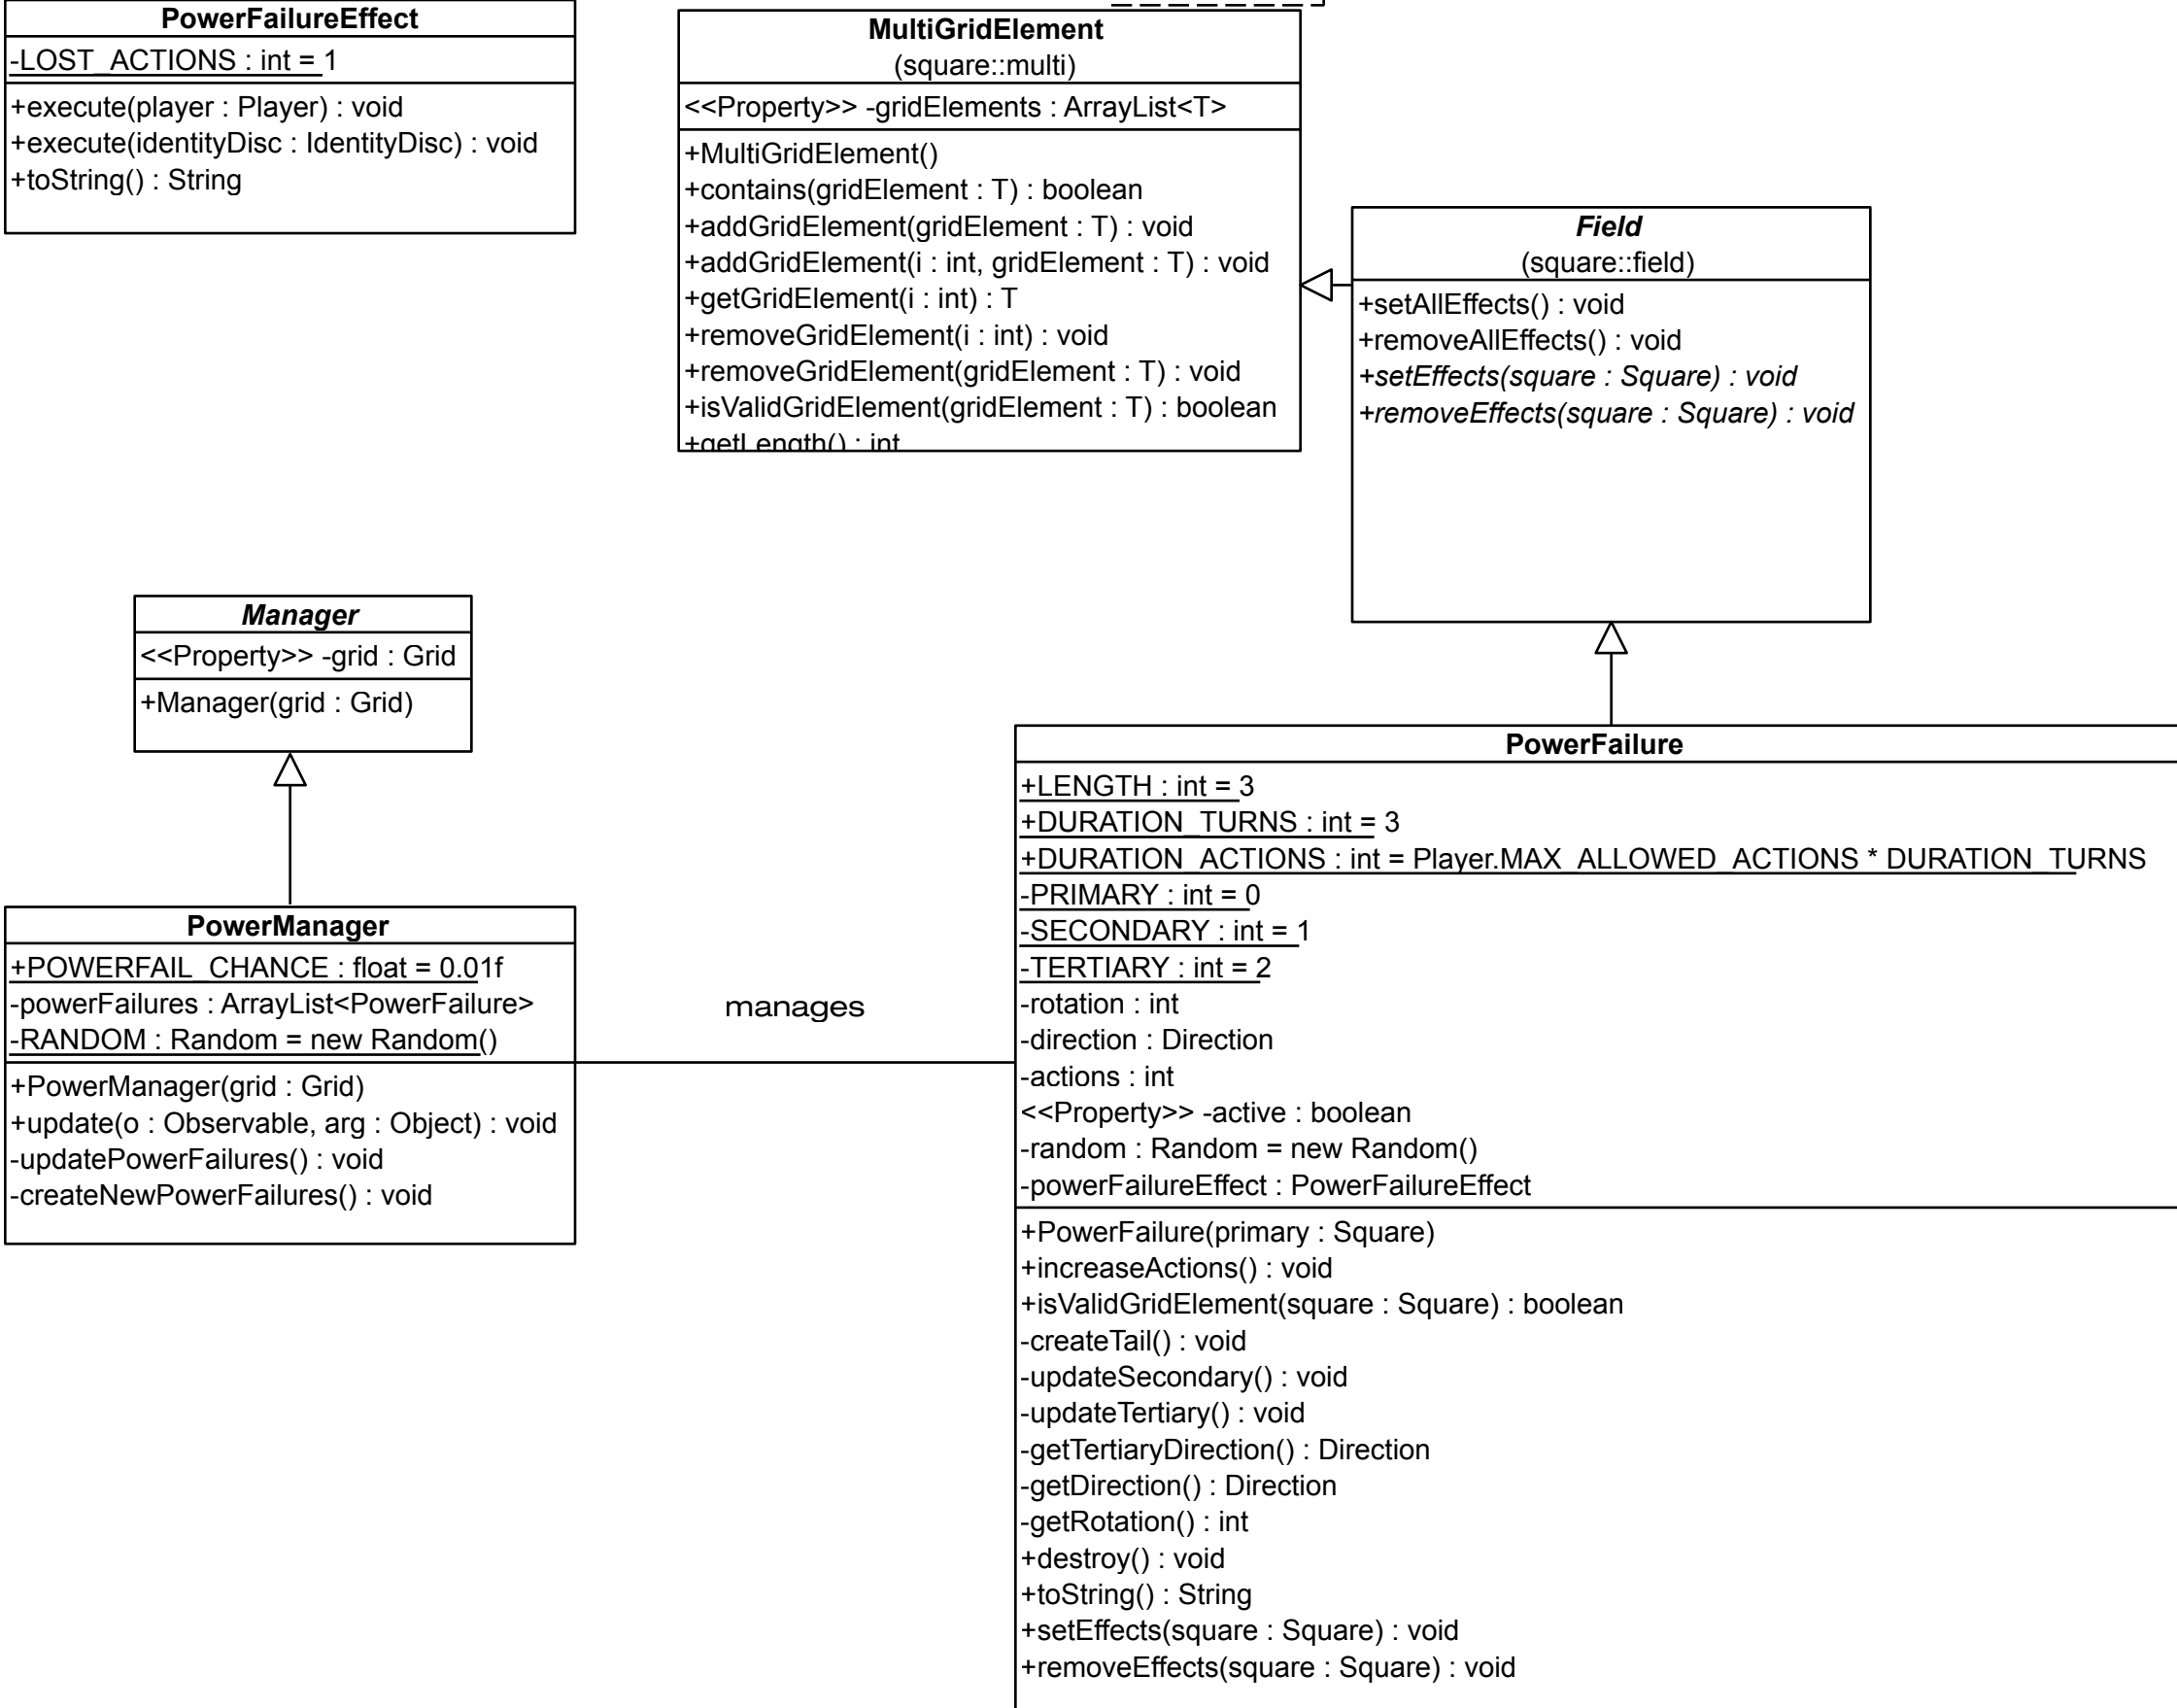 PowerFailureEffect
-LOST_ACTIONS : int = 1
+execute(player : Player) : void
+execute(identityDisc : IdentityDisc) : void
+toString() : String
MultiGridElement
(square::multi)
<<Property>> -gridElements : ArrayList<T>
+MultiGridElement()
+contains(gridElement : T) : boolean
+addGridElement(gridElement : T) : void
+addGridElement(i : int, gridElement : T) : void
+getGridElement(i : int) : T
+removeGridElement(i : int) : void
+removeGridElement(gridElement : T) : void
+isValidGridElement(gridElement : T) : boolean
+getLength() : int
Field
(square::field)
+setAllEffects() : void
+removeAllEffects() : void
+setEffects(square : Square) : void
+removeEffects(square : Square) : void
Manager
<<Property>> -grid : Grid
+Manager(grid : Grid)
PowerManager
+POWERFAIL_CHANCE : float = 0.01f
-powerFailures : ArrayList<PowerFailure>
-RANDOM : Random = new Random()
+PowerManager(grid : Grid)
+update(o : Observable, arg : Object) : void
-updatePowerFailures() : void
-createNewPowerFailures() : void
manages
PowerFailure
+LENGTH : int = 3
+DURATION_TURNS : int = 3
+DURATION_ACTIONS : int = Player.MAX_ALLOWED_ACTIONS * DURATION_TURNS
-PRIMARY : int = 0
-SECONDARY : int = 1
-TERTIARY : int = 2
-rotation : int
-direction : Direction
-actions : int
<<Property>> -active : boolean
-random : Random = new Random()
-powerFailureEffect : PowerFailureEffect
+PowerFailure(primary : Square)
+increaseActions() : void
+isValidGridElement(square : Square) : boolean
-createTail() : void
-updateSecondary() : void
-updateTertiary() : void
-getTertiaryDirection() : Direction
-getDirection() : Direction
-getRotation() : int
+destroy() : void
+toString() : String
+setEffects(square : Square) : void
+removeEffects(square : Square) : void